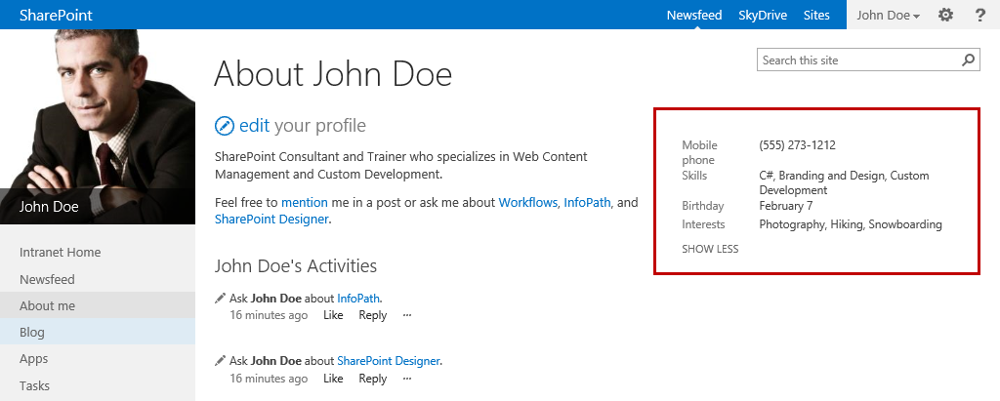 SharePoint
Newsfeed SkyDrive Sites John Doe ?
About John Doe
Search this site
edit your profile
SharePoint Consultant and Trainer who specializes in Web Content
Management and Custom Development.
Feel free to mention me in a post or ask me about Workflows, InfoPath, and
SharePoint Designer.
Mobile phone (555) 273-1212
Skills C#, Branding and Design, Custom
Development
Birthday February 7
Interests Photography, Hiking, Snowboarding
SHOW LESS
John Doe
Intranet Home
Newsfeed
About me
Blog
Apps
Tasks
John Doe's Activities
Ask John Doe about InfoPath.
16 minutes ago Like Reply ···
Ask John Doe about SharePoint Designer.
16 minutes ago Like Reply ···